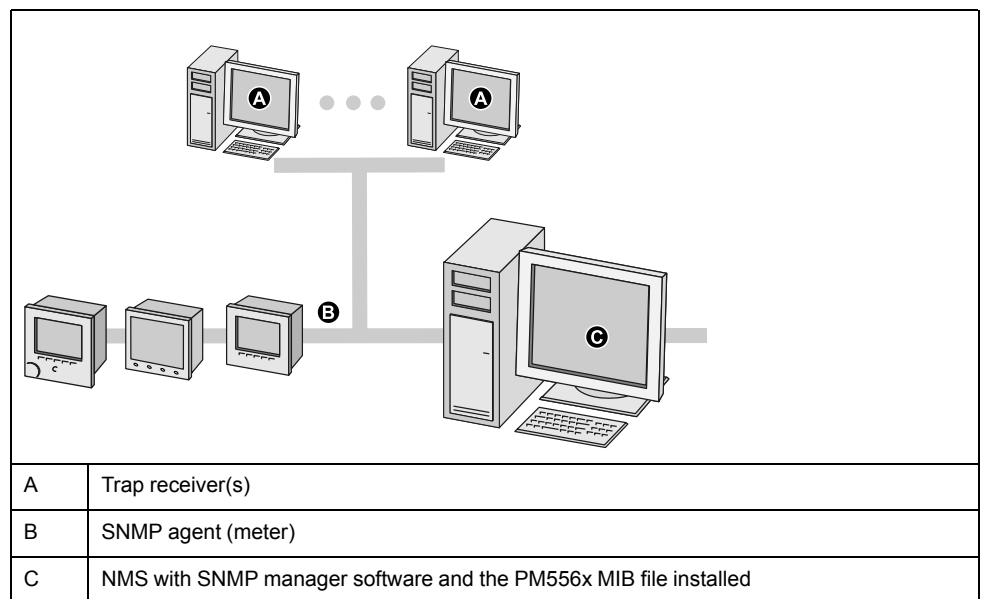 A
A
B
C
A Trap receiver(s)
B SNMP agent (meter)
C NMS with SNMP manager software and the PM556x MIB file installed